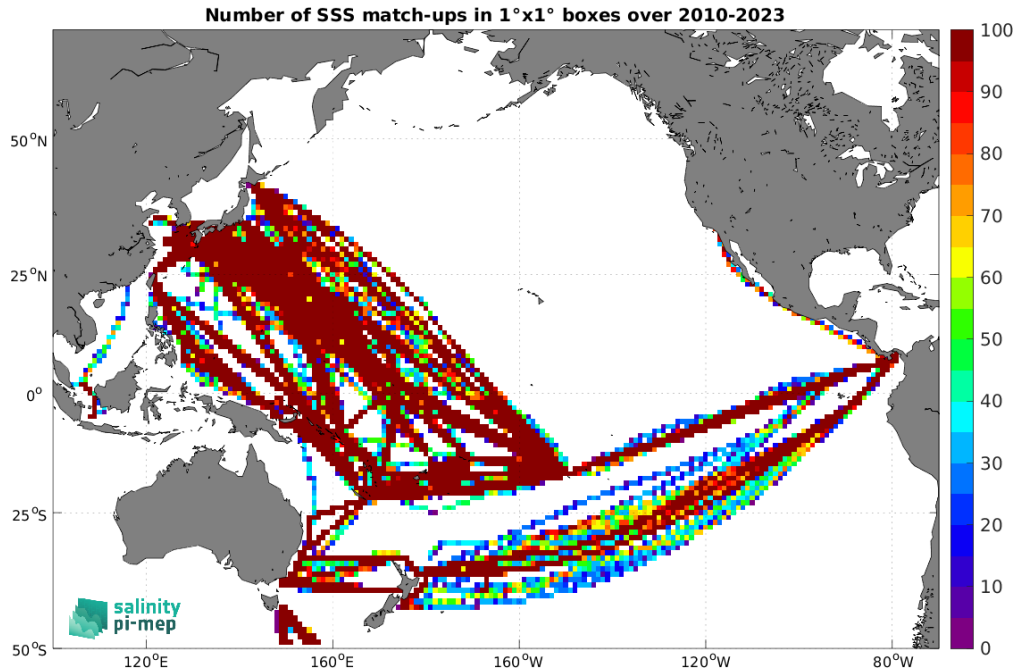 Number of SSS match-ups in 1°x1° boxes over 2010-2023
50°N
25°N
0°
25°S
50°S
120°E
160°E
160°W
120°W
80°W
100
90
80
70
60
50
40
30
20
10
0
salinity
pi-mep